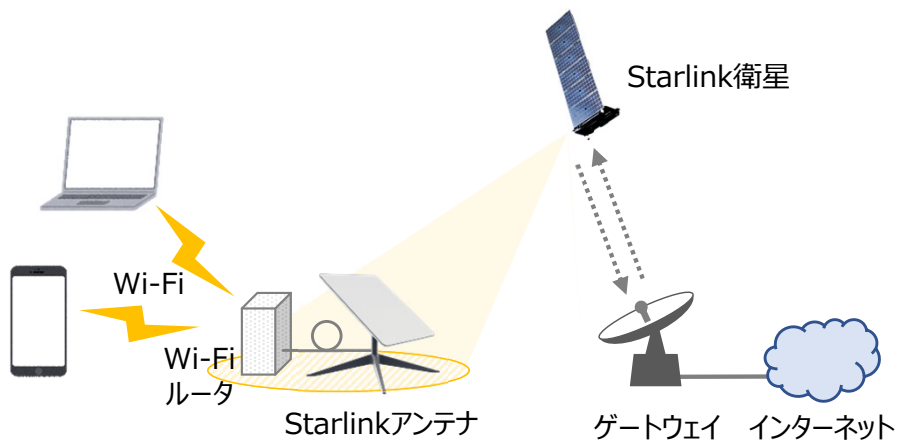 Starlink衛星
Wi-Fi
Wi-Fi
ルータ
Starlinkアンテナ
ゲートウェイ
インターネット